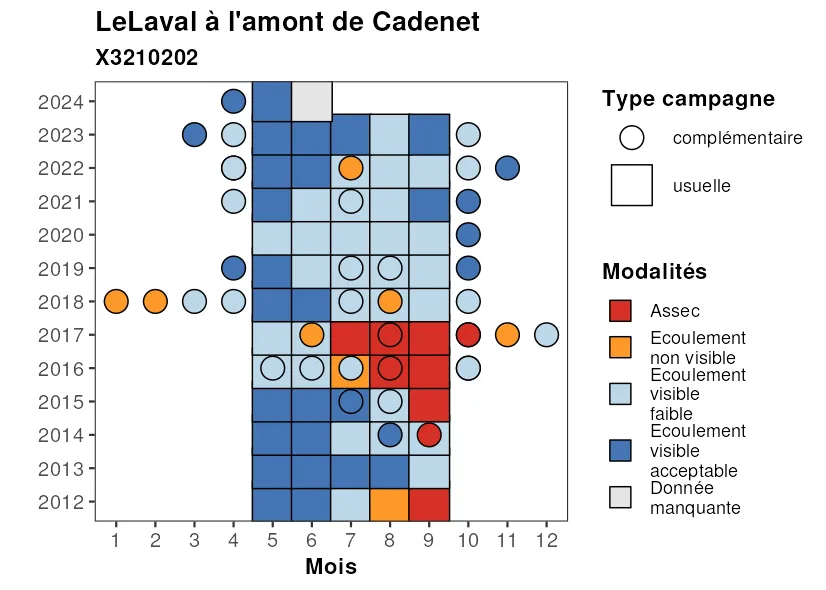 LeLaval à l'amont de Cadenet
X3210202
2024
2023
2022
2021
2020
2019
2018
2017
2016
2015
2014
2013
2012
1 2 3 4 5 6 7 8 9 10 11 12
Mois
Type campagne
complémentaire
usuelle
Modalités
Assec
Ecoulement
non visible
Ecoulement
visible
faible
Ecoulement
visible
acceptable
Donnée
manquante